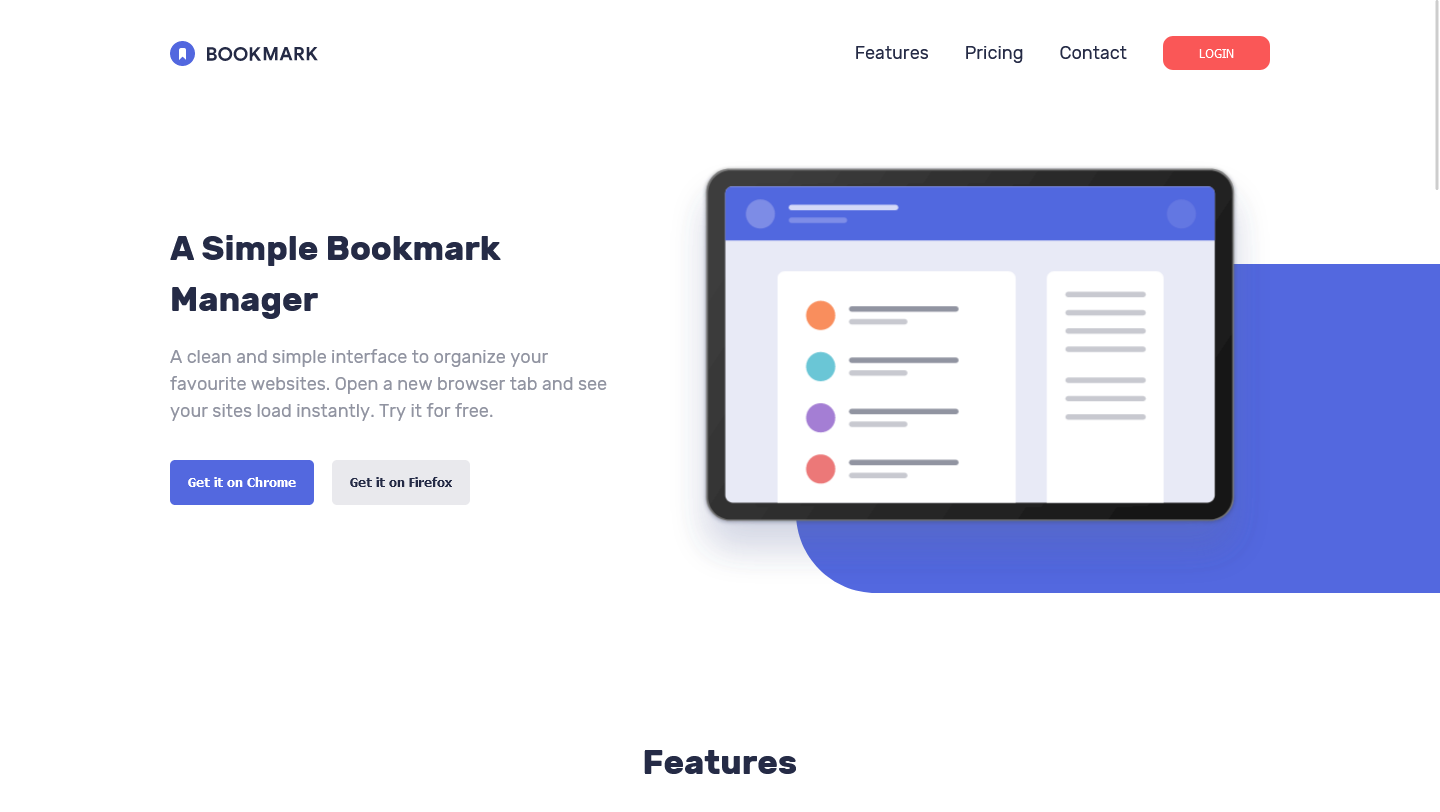 BOOKMARK
Features
Pricing
Contact
LOGIN
A Simple Bookmark
Manager
A clean and simple interface to organize your
favourite websites. Open a new browser tab and see
your sites load instantly. Try it for free.
Get it on Chrome
Get it on Firefox
Features